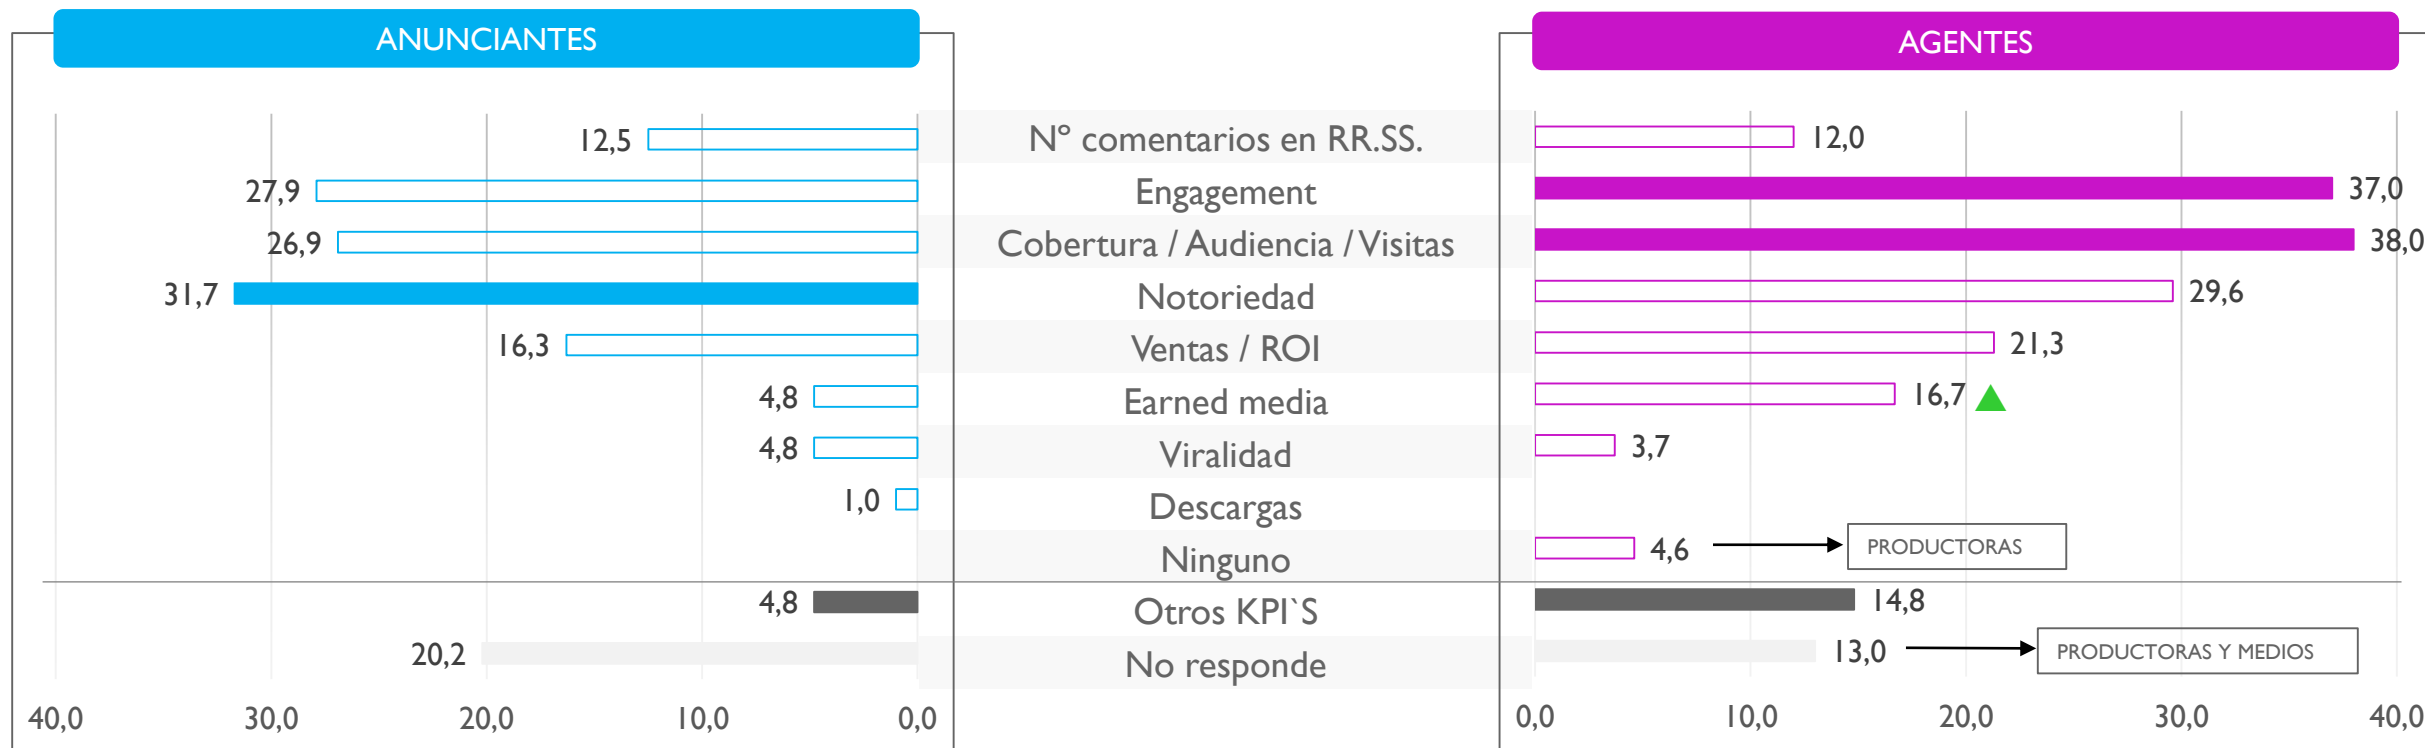 ANUNCIANTES
AGENTES
12,5 Nº comentarios en RR.SS. 12,0
27,9 Engagement 37,0
26,9 Cobertura / Audiencia / Visitas 38,0
31,7 Notoriedad 29,6
16,3 Ventas / ROI 21,3
4,8 Earned media 16,7
4,8 Viralidad 3,7
1,0 Descargas
Ninguno 4,6 PRODUCTORAS
4,8 Otros KPI`S 14,8
20,2 No responde 13,0 PRODUCTORAS Y MEDIOS
40,0 30,0 20,0 10,0 0,0 0,0 10,0 20,0 30,0 40,0